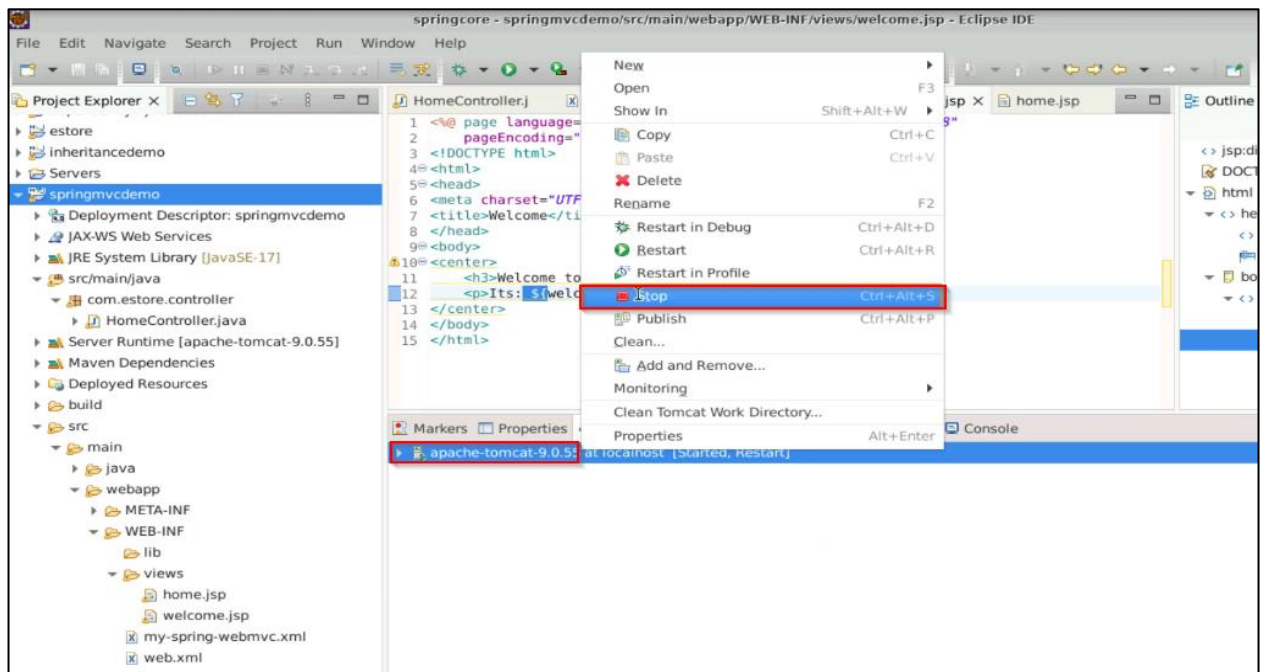 springcore - springmvcdemo/src/main/webapp/WEB-INF/views/welcome.jsp - Eclipse IDE
File Edit Navigate Search Project Run Window Help
Project Explorer
estore
inheritancedemo
Servers
springmvcdemo
Deployment Descriptor: springmvcdemo
JAX-WS Web Services
JRE System Library [JavaSE-17]
src/main/java
com.estore.controller
HomeController.java
Server Runtime [apache-tomcat-9.0.55]
Maven Dependencies
Deployed Resources
build
src
main
java
webapp
META-INF
WEB-INF
lib
views
home.jsp
welcome.jsp
my-spring-webmvc.xml
web.xml
HomeController.j
jsp
home.jsp
1 <%@ page language= 8"
2 pageEncoding="
3 <!DOCTYPE html>
4 <html>
5 <head>
6 <meta charset="UTF
7 <title>Welcome</ti
8 </head>
9 <body>
10 <center>
11 <h3>Welcome to
12 <p>Its: ${welc
13 </center>
14 </body>
15 </html>
New
Open F3
Show In Shift+Alt+W
Copy Ctrl+C
Paste Ctrl+V
Delete
Rename F2
Restart in Debug Ctrl+Alt+D
Restart Ctrl+Alt+R
Restart in Profile
Stop Ctrl+Alt+S
Publish Ctrl+Alt+P
Clean...
Add and Remove...
Monitoring
Clean Tomcat Work Directory...
Properties Alt+Enter
Markers Properties Console
apache-tomcat-9.0.55 at localhost [Started, Restart]
Outline
<> jsp:di
DOCT
html
<> he
<>
bo
<>